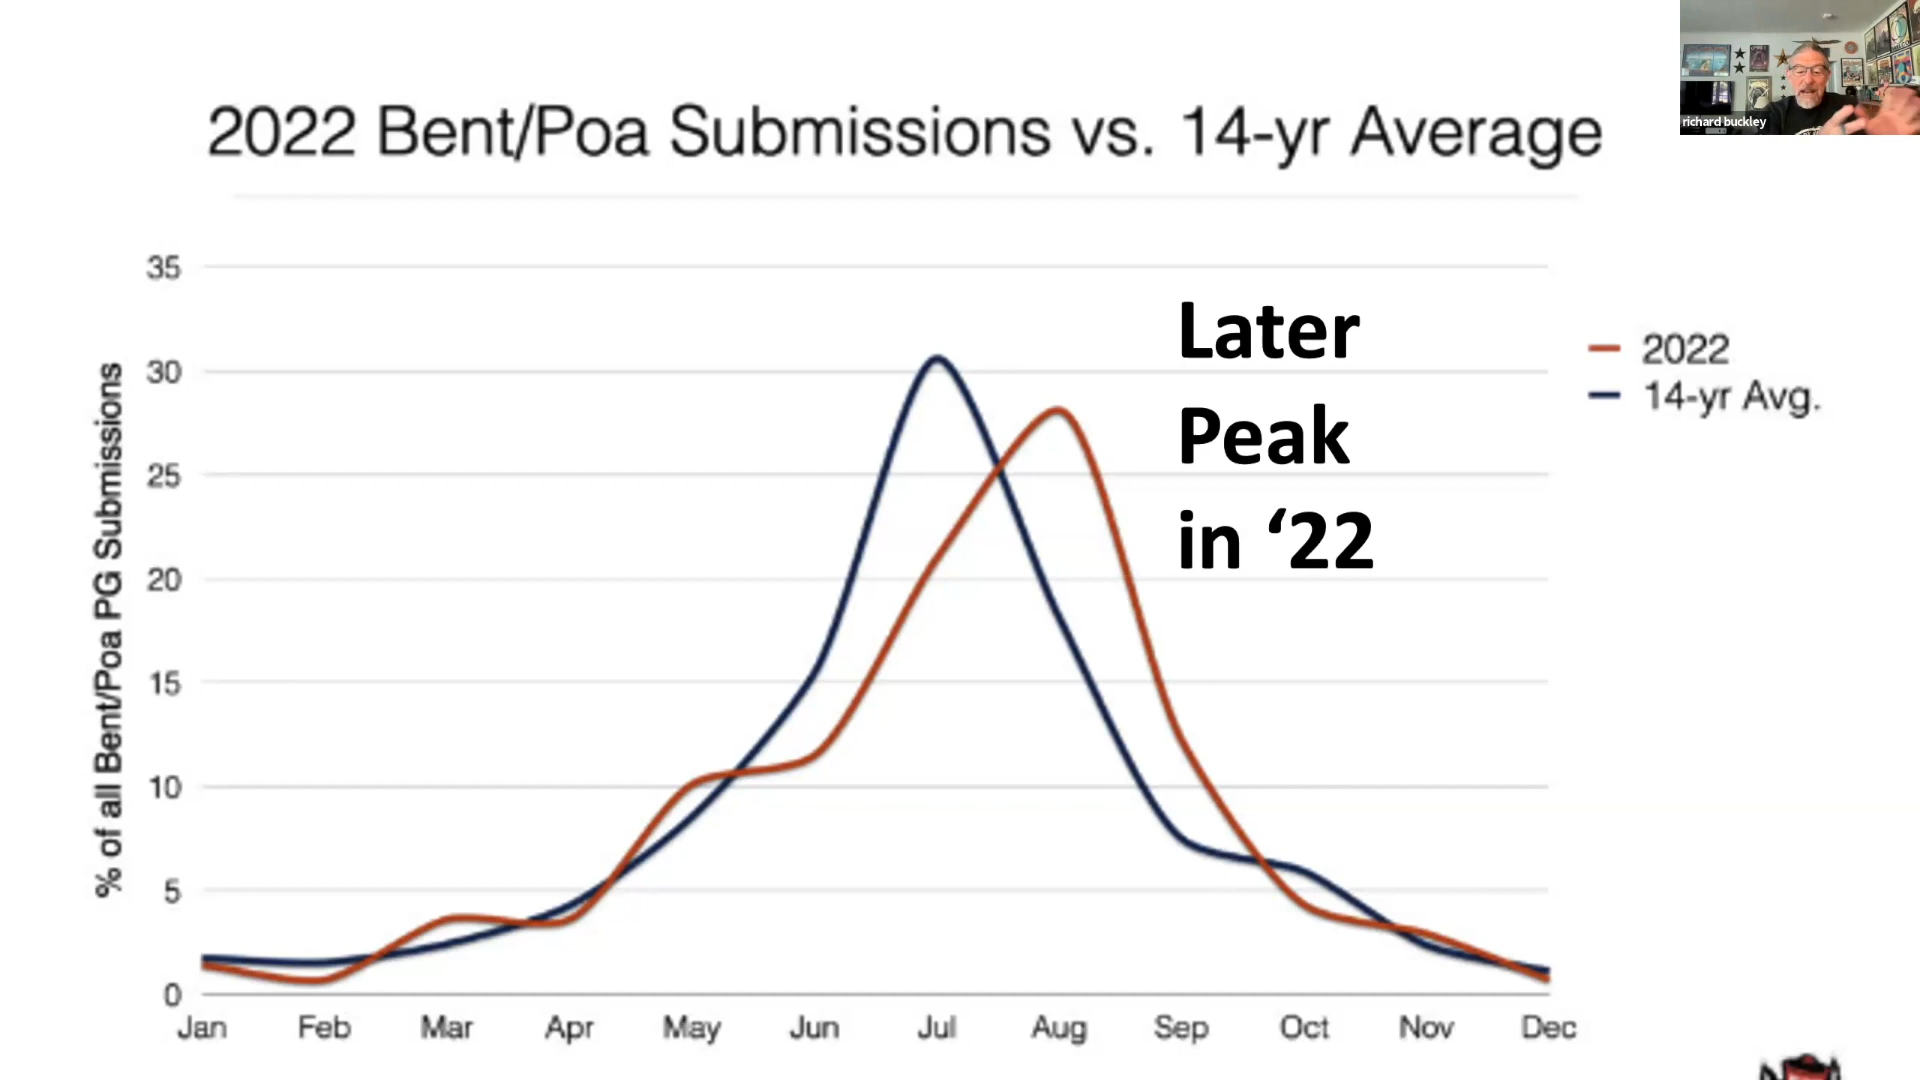 richard buckley
2022 Bent/Poa Submissions vs. 14-yr Average
% of all Bent/Poa PG Submissions
35
30
25
20
15
10
5
0
Later
Peak
in ‘22
2022
14-yr Avg.
Jan Feb Mar Apr May Jun Jul Aug Sep Oct Nov Dec